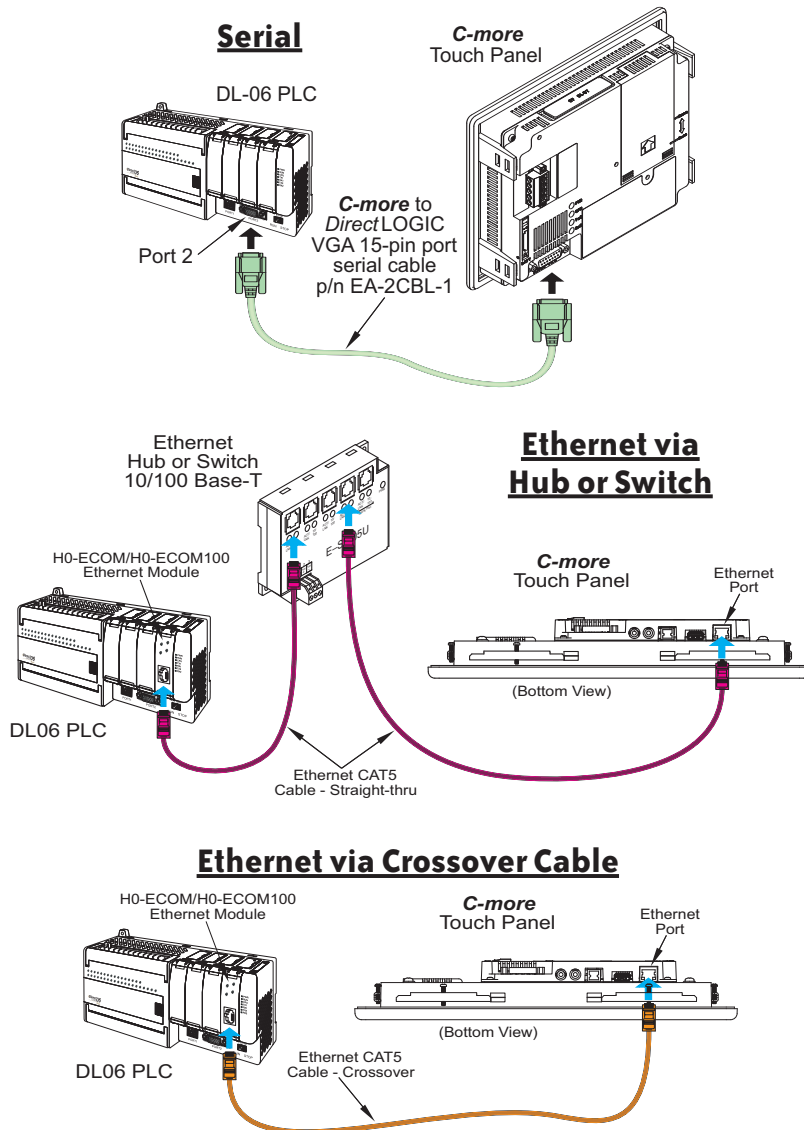 Serial
C-more
Touch Panel
DL-06 PLC
C-more to
DirectLOGIC
VGA 15-pin port
serial cable
p/n EA-2CBL-1
Port 2
Ethernet
Hub or Switch
10/100 Base-T
Ethernet via
Hub or Switch
H0-ECOM/H0-ECOM100
Ethernet Module
C-more
Touch Panel
Ethernet
Port
(Bottom View)
DL06 PLC
Ethernet CAT5
Cable - Straight-thru
Ethernet via Crossover Cable
H0-ECOM/H0-ECOM100
Ethernet Module
C-more
Touch Panel
Ethernet
Port
(Bottom View)
DL06 PLC
Ethernet CAT5
Cable - Crossover